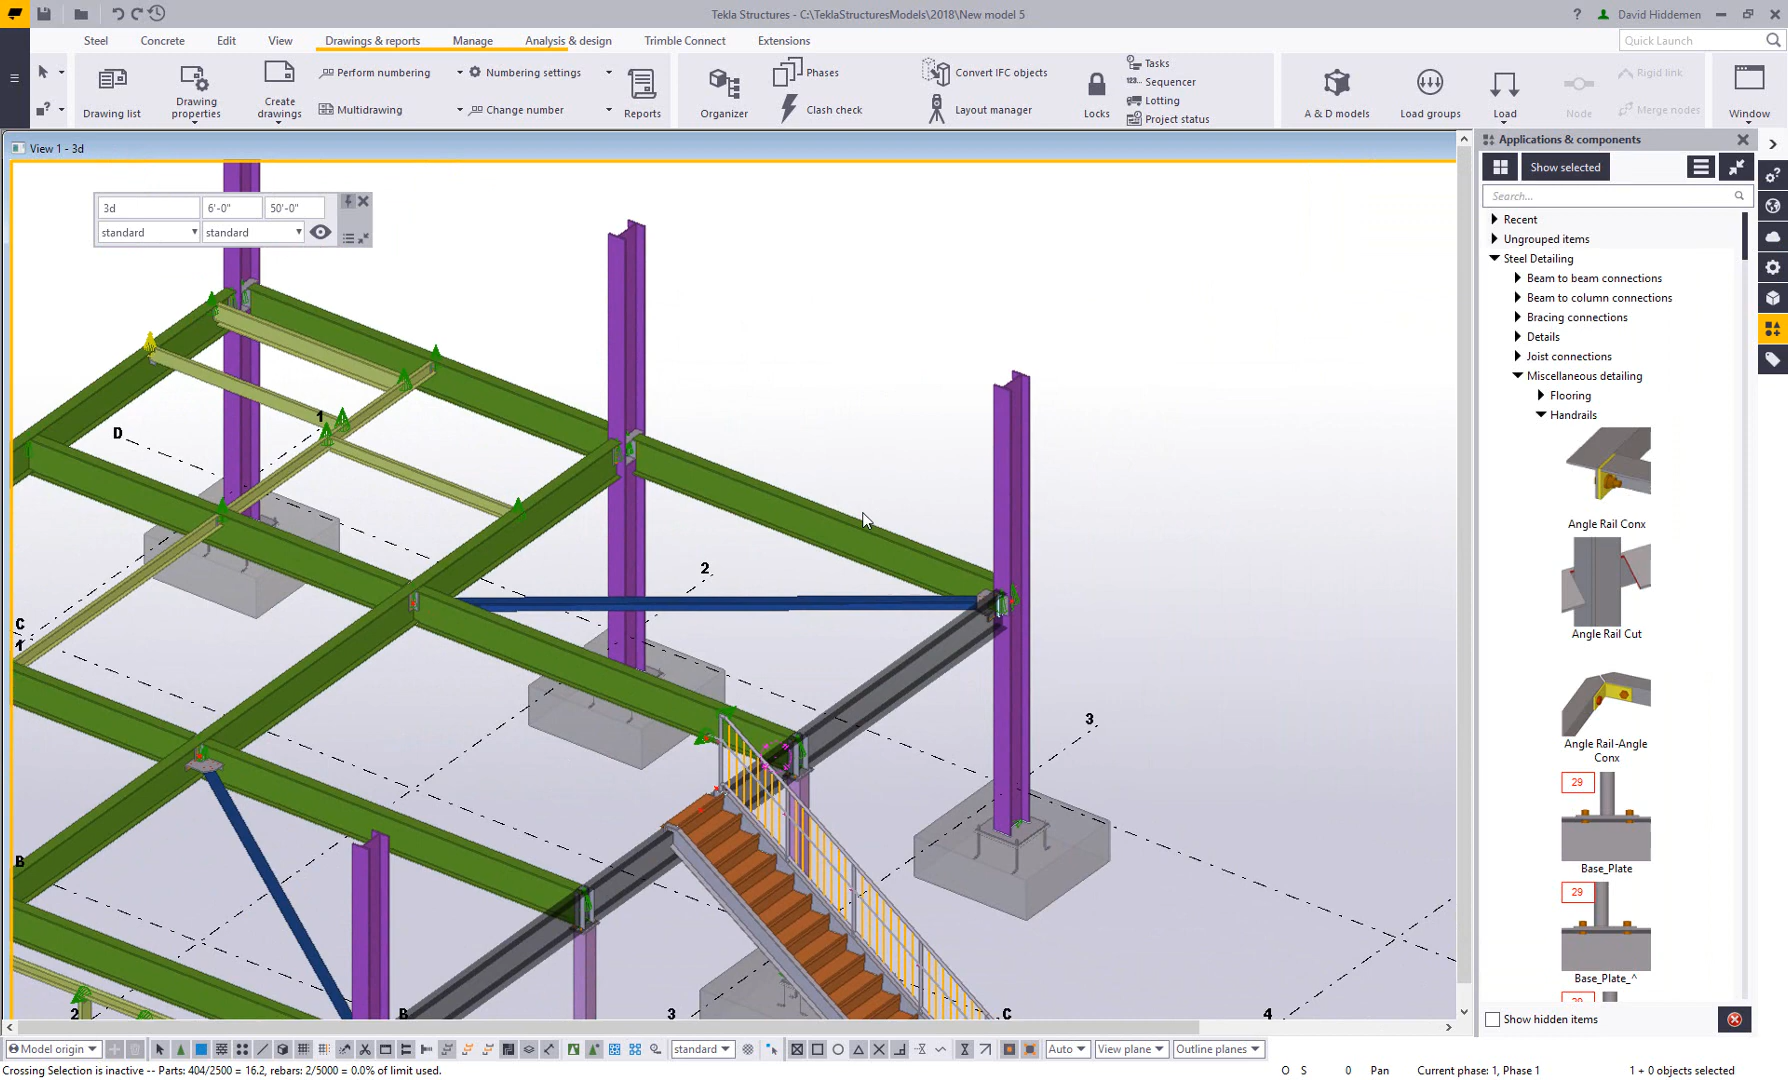 Tekla Structures - C:\TeklaStructuresModels\2018\New model 5
? David Hiddemen
Steel Concrete Edit View Drawings & reports Manage Analysis & design Trimble Connect Extensions
Quick Launch
Drawing list
Drawing properties
Create drawings
Perform numbering
Numbering settings
Multidrawing
Change number
Reports
Organizer
Phases
Clash check
Convert IFC objects
Layout manager
Locks
Tasks
123... Sequencer
Lotting
Project status
A & D models
Load groups
Load
Node
Rigid link
Merge nodes
Window
View 1 - 3d
3d 6'-0" 50'-0"
standard standard
1
D
2
C
1
3
B
2 B 3 C 4
Applications & components
Show selected
Search...
Recent
Ungrouped items
Steel Detailing
Beam to beam connections
Beam to column connections
Bracing connections
Details
Joist connections
Miscellaneous detailing
Flooring
Handrails
Angle Rail Conx
Angle Rail Cut
Angle Rail-Angle Conx
29
Base_Plate
29
Base_Plate_^
29
Show hidden items
Model origin standard Auto View plane Outline planes
Crossing Selection is inactive -- Parts: 404/2500 = 16.2, rebars: 2/5000 = 0.0% of limit used.
O S 0 Pan Current phase: 1, Phase 1 1 + 0 objects selected